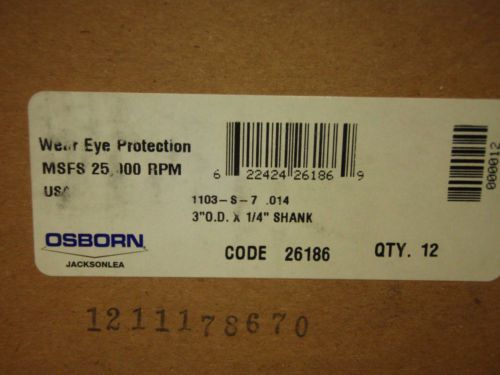 Wear Eye Protection
MSFS 25,000 RPM
USA
6 22424 26186 9
1103-S-7 .014
3"O.D. X 1/4" SHANK
OSBORN
JACKSONLEA
CODE 26186 QTY. 12
000012
1211178670